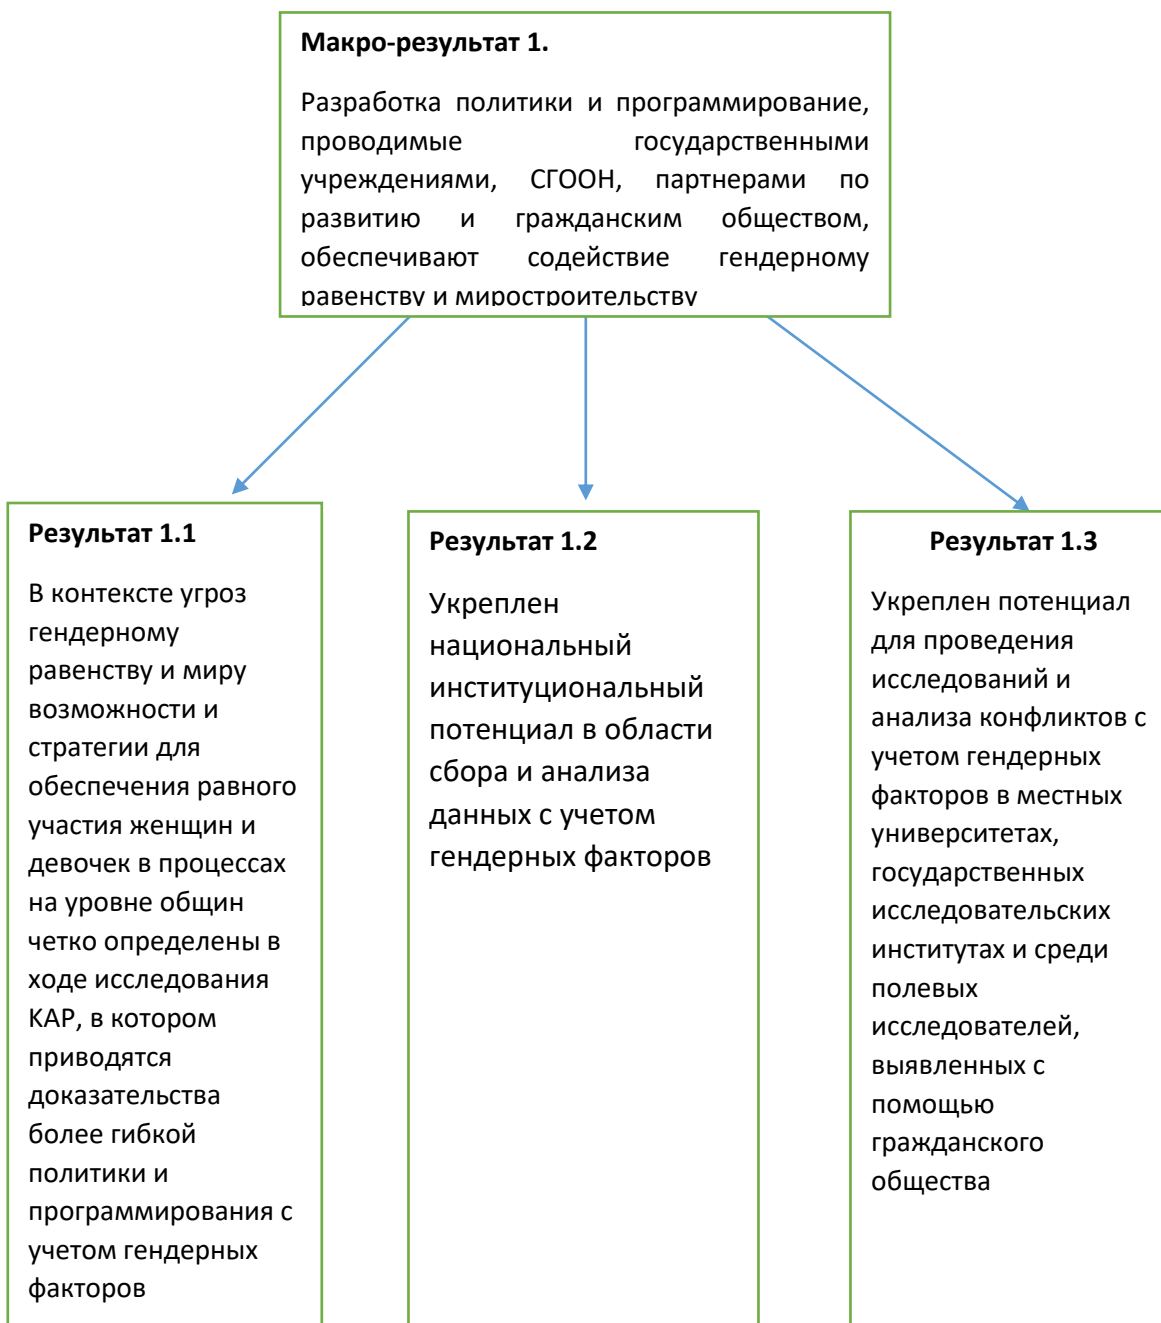 Макро-результат 1.
Разработка политики и программирование,
проводимые государственными
учреждениями, СГООН, партнерами по
развитию и гражданским обществом,
обеспечивают содействие гендерному
равенству и миростроительству
Результат 1.1
В контексте угроз
гендерному
равенству и миру
возможности и
стратегии для
обеспечения равного
участия женщин и
девочек в процессах
на уровне общин
четко определены в
ходе исследования
КАР, в котором
приводятся
доказательства
более гибкой
политики и
программирования с
учетом гендерных
факторов
Результат 1.2
Укреплен
национальный
институциональный
потенциал в области
сбора и анализа
данных с учетом
гендерных факторов
Результат 1.3
Укреплен потенциал
для проведения
исследований и
анализа конфликтов с
учетом гендерных
факторов в местных
университетах,
государственных
исследовательских
институтах и среди
полевых
исследователей,
выявленных с
помощью
гражданского
общества